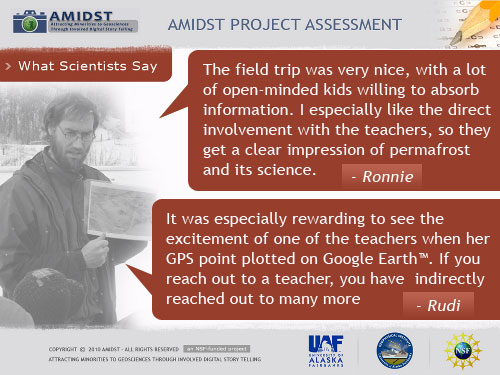 AMIDST
Attracting Minorities to Geosciences
Through Involved Digital Story Telling
AMIDST PROJECT ASSESSMENT
› What Scientists Say
The field trip was very nice, with a lot
of open-minded kids willing to absorb
information. I especially like the direct
involvement with the teachers, so they
get a clear impression of permafrost
and its science.
- Ronnie
It was especially rewarding to see the
excitement of one of the teachers when her
GPS point plotted on Google Earth™. If you
reach out to a teacher, you have indirectly
reached out to many more
- Rudi
COPYRIGHT © 2010 AMIDST - ALL RIGHTS RESERVED an NSF-funded project
ATTRACTING MINORITIES TO GEOSCIENCES THROUGH INVOLVED DIGITAL STORY TELLING
UAF
UNIVERSITY OF
ALASKA
FAIRBANKS
NSF